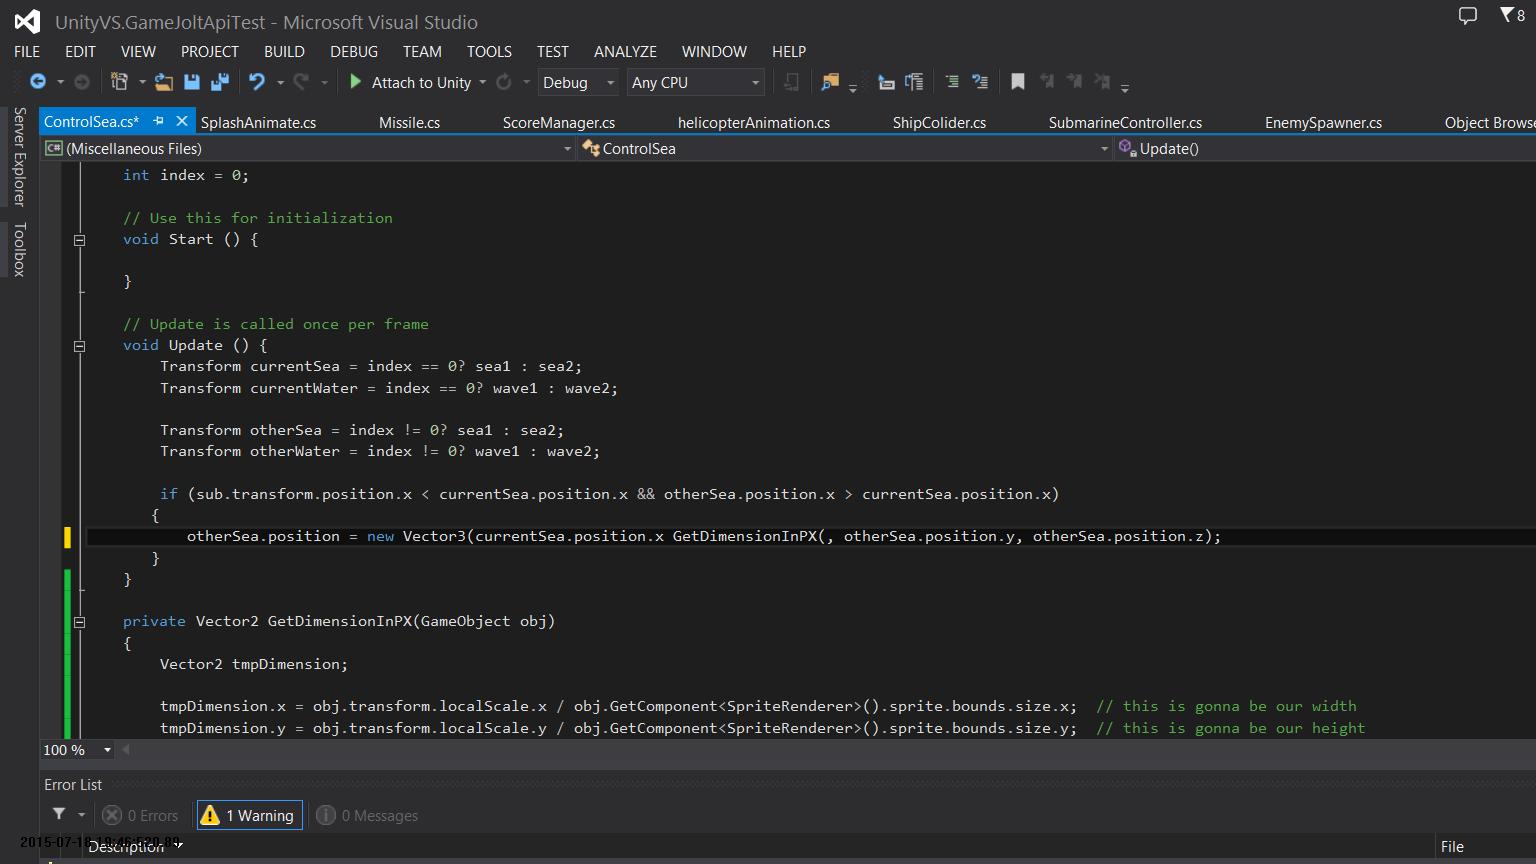 UnityVS.GameJoltApiTest - Microsoft Visual Studio
8
FILE EDIT VIEW PROJECT BUILD DEBUG TEAM TOOLS TEST ANALYZE WINDOW HELP
Attach to Unity Debug Any CPU
Server Explorer
Toolbox
ControlSea.cs* SplashAnimate.cs Missile.cs ScoreManager.cs helicopterAnimation.cs ShipColider.cs SubmarineController.cs EnemySpawner.cs Object Browse
C# (Miscellaneous Files) ControlSea Update()
int index = 0;
// Use this for initialization
void Start () {
}
// Update is called once per frame
void Update () {
Transform currentSea = index == 0? sea1 : sea2;
Transform currentWater = index == 0? wave1 : wave2;
Transform otherSea = index != 0? sea1 : sea2;
Transform otherWater = index != 0? wave1 : wave2;
if (sub.transform.position.x < currentSea.position.x && otherSea.position.x > currentSea.position.x)
{
otherSea.position = new Vector3(currentSea.position.x GetDimensionInPX(, otherSea.position.y, otherSea.position.z);
}
}
private Vector2 GetDimensionInPX(GameObject obj)
{
Vector2 tmpDimension;
tmpDimension.x = obj.transform.localScale.x / obj.GetComponent<SpriteRenderer>().sprite.bounds.size.x; // this is gonna be our width
tmpDimension.y = obj.transform.localScale.y / obj.GetComponent<SpriteRenderer>().sprite.bounds.size.y; // this is gonna be our height
100 %
Error List
0 Errors 1 Warning 0 Messages
Description File